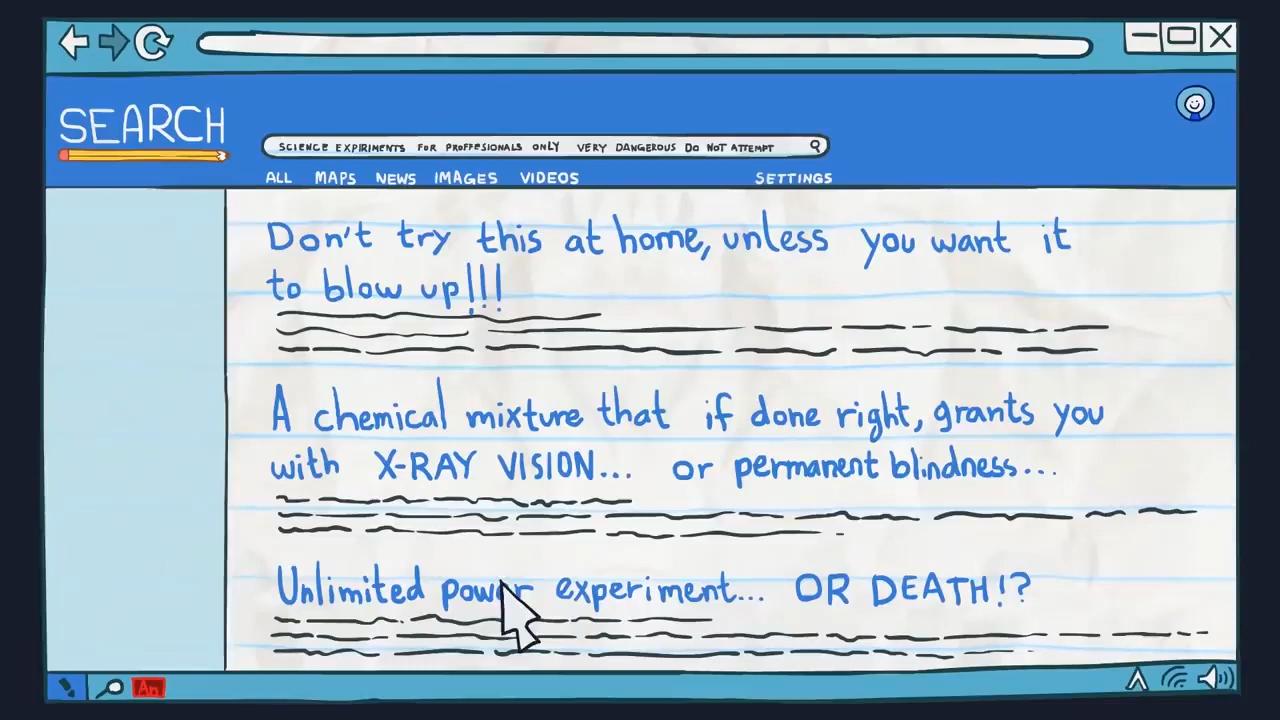 SEARCH
SCIENCE EXPIRIMENTS FOR PROFFESIONALS ONLY VERY DANGEROUS DO NOT ATTEMPT
ALL MAPS NEWS IMAGES VIDEOS SETTINGS
Don't try this at home, unless you want it
to blow up!!!
A chemical mixture that if done right, grants you
with X-RAY VISION... or permanent blindness...
Unlimited power experiment... OR DEATH!?
An